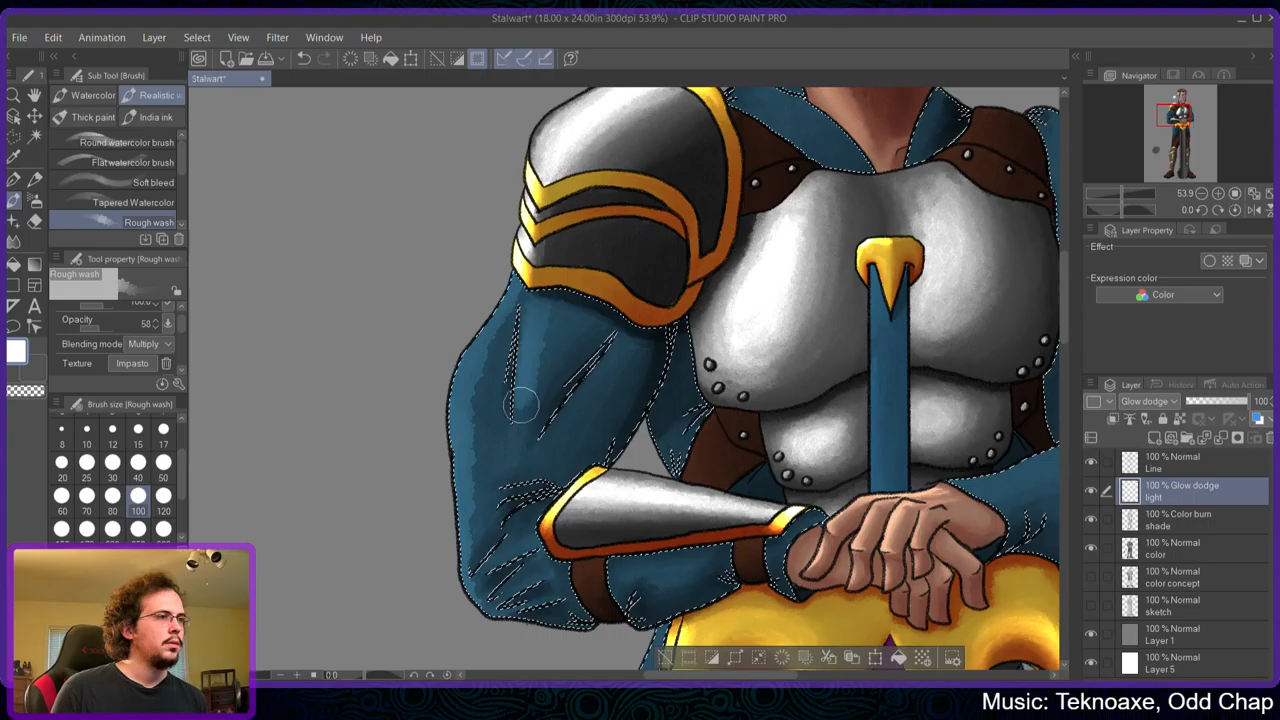 Stalwart* (18.00 x 24.00in 300dpi 53.9%) - CLIP STUDIO PAINT PRO
File Edit Animation Layer Select View Filter Window Help
Sub Tool [Brush]
Stalwart*
Navigator
Watercolor
Realistic w
Thick paint
India ink
Round watercolor brush
Flat watercolor brush
Soft bleed
Tapered Watercolor
Rough wash
53.9
0.0
Layer Property
Effect
Expression color
Color
Tool property [Rough wash
Rough wash
Opacity 58
Blending mode Multiply
Texture Impasto
Brush size [Rough wash]
8 10 12 15 17
20 25 30 40 50
60 70 80 100 120
Layer History Auto Action
Glow dodge 100
100 % Normal
Line
100 % Glow dodge
light
100 % Color burn
shade
100 % Normal
color
100 % Normal
color concept
100 % Normal
sketch
100 % Normal
Layer 1
100 % Normal
Layer 5
Music: Teknoaxe, Odd Chap